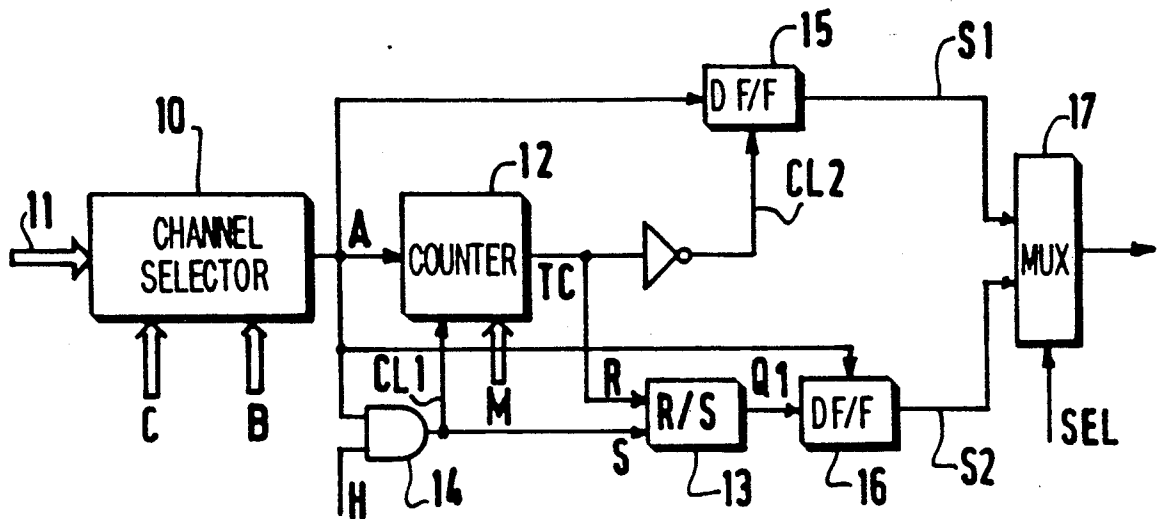 15
S1
D F/F
10
17
12
11
CL2
CHANNEL
SELECTOR
A
COUNTER
TC
MUX
CL1
R
Q1
C
B
M
R/S
D F/F
SEL
S
S2
H
14
13
16